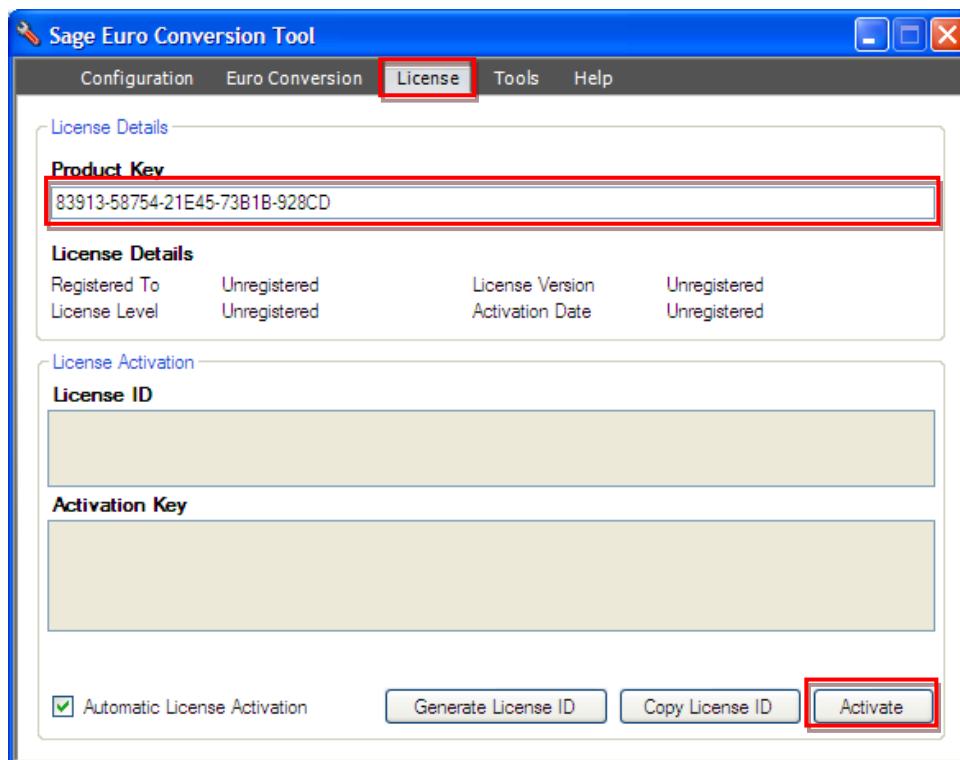 Sage Euro Conversion Tool
Configuration Euro Conversion License Tools Help
License Details
Product Key
83913-58754-21E45-73B1B-928CD
License Details
Registered To Unregistered License Version Unregistered
License Level Unregistered Activation Date Unregistered
License Activation
License ID
Activation Key
Automatic License Activation Generate License ID Copy License ID Activate